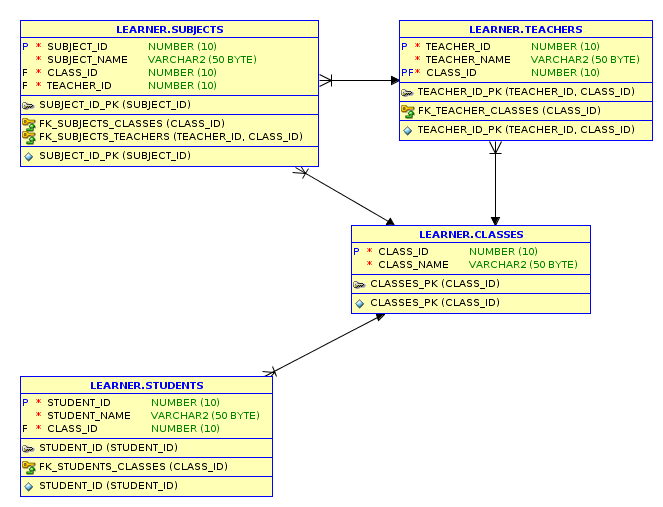 LEARNER.SUBJECTS
P * SUBJECT_ID NUMBER (10)
* SUBJECT_NAME VARCHAR2 (50 BYTE)
F * CLASS_ID NUMBER (10)
F * TEACHER_ID NUMBER (10)
SUBJECT_ID_PK (SUBJECT_ID)
FK_SUBJECTS_CLASSES (CLASS_ID)
FK_SUBJECTS_TEACHERS (TEACHER_ID, CLASS_ID)
SUBJECT_ID_PK (SUBJECT_ID)
LEARNER.TEACHERS
P * TEACHER_ID NUMBER (10)
* TEACHER_NAME VARCHAR2 (50 BYTE)
PF* CLASS_ID NUMBER (10)
TEACHER_ID_PK (TEACHER_ID, CLASS_ID)
FK_TEACHER_CLASSES (CLASS_ID)
TEACHER_ID_PK (TEACHER_ID, CLASS_ID)
LEARNER.CLASSES
P * CLASS_ID NUMBER (10)
* CLASS_NAME VARCHAR2 (50 BYTE)
CLASSES_PK (CLASS_ID)
CLASSES_PK (CLASS_ID)
LEARNER.STUDENTS
P * STUDENT_ID NUMBER (10)
* STUDENT_NAME VARCHAR2 (50 BYTE)
F * CLASS_ID NUMBER (10)
STUDENT_ID (STUDENT_ID)
FK_STUDENTS_CLASSES (CLASS_ID)
STUDENT_ID (STUDENT_ID)